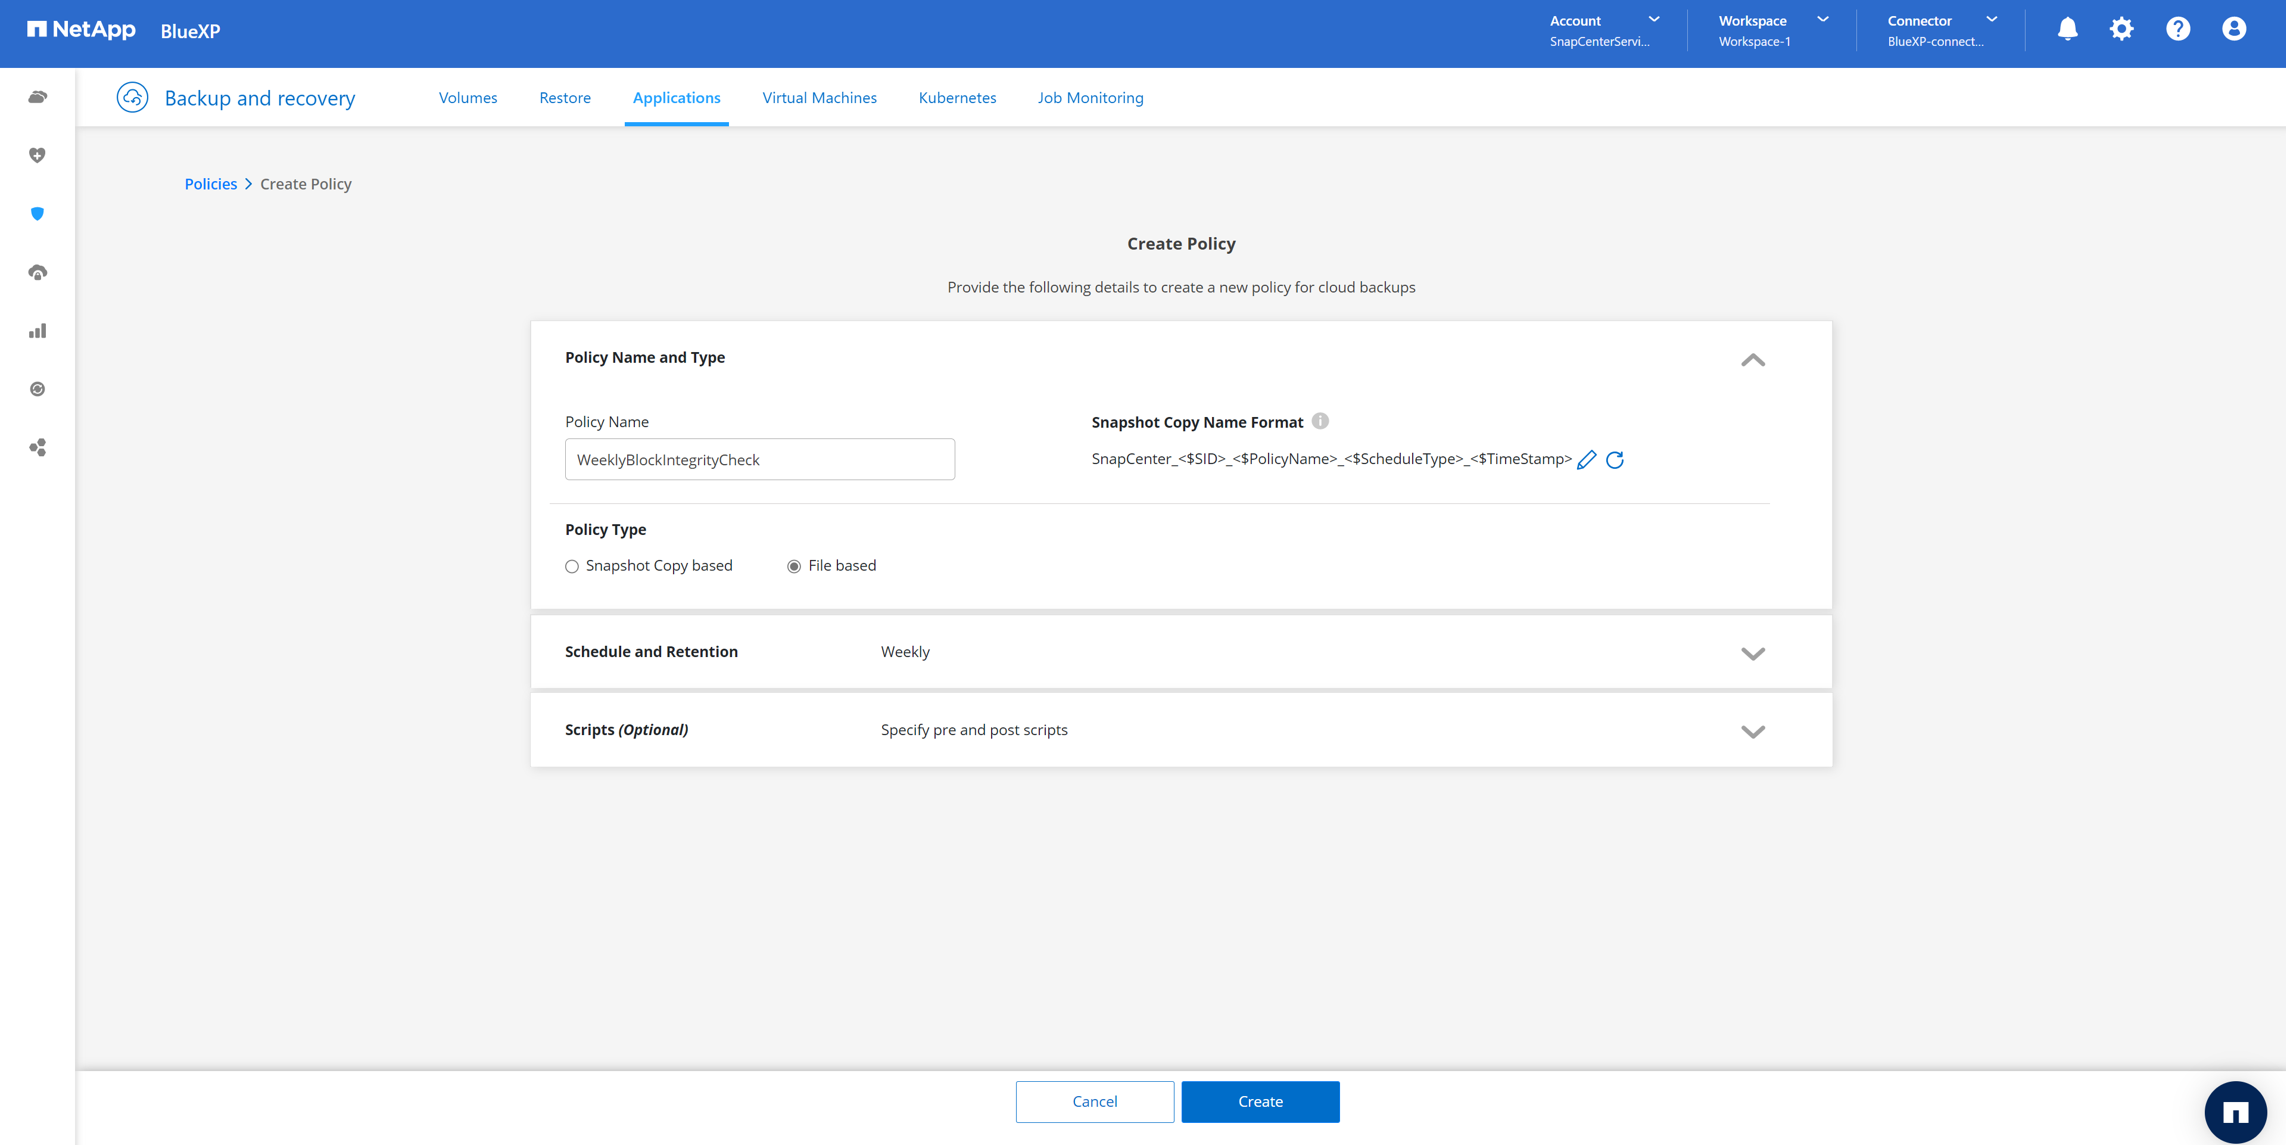 NetApp BlueXP
Account
SnapCenterServi...
Workspace
Workspace-1
Connector
BlueXP-connect...
Backup and recovery
Volumes
Restore
Applications
Virtual Machines
Kubernetes
Job Monitoring
Policies > Create Policy
Create Policy
Provide the following details to create a new policy for cloud backups
Policy Name and Type
Policy Name
WeeklyBlockIntegrityCheck
Snapshot Copy Name Format
SnapCenter_<$SID>_<$PolicyName>_<$ScheduleType>_<$TimeStamp>
Policy Type
Snapshot Copy based
File based
Schedule and Retention
Weekly
Scripts (Optional)
Specify pre and post scripts
Cancel
Create